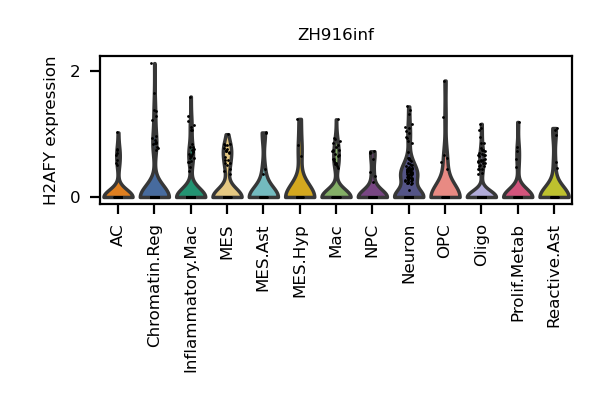 ZH916inf
H2AFY expression
2
0
AC
Chromatin.Reg
Inflammatory.Mac
MES
MES.Ast
MES.Hyp
Mac
NPC
Neuron
OPC
Oligo
Prolif.Metab
Reactive.Ast